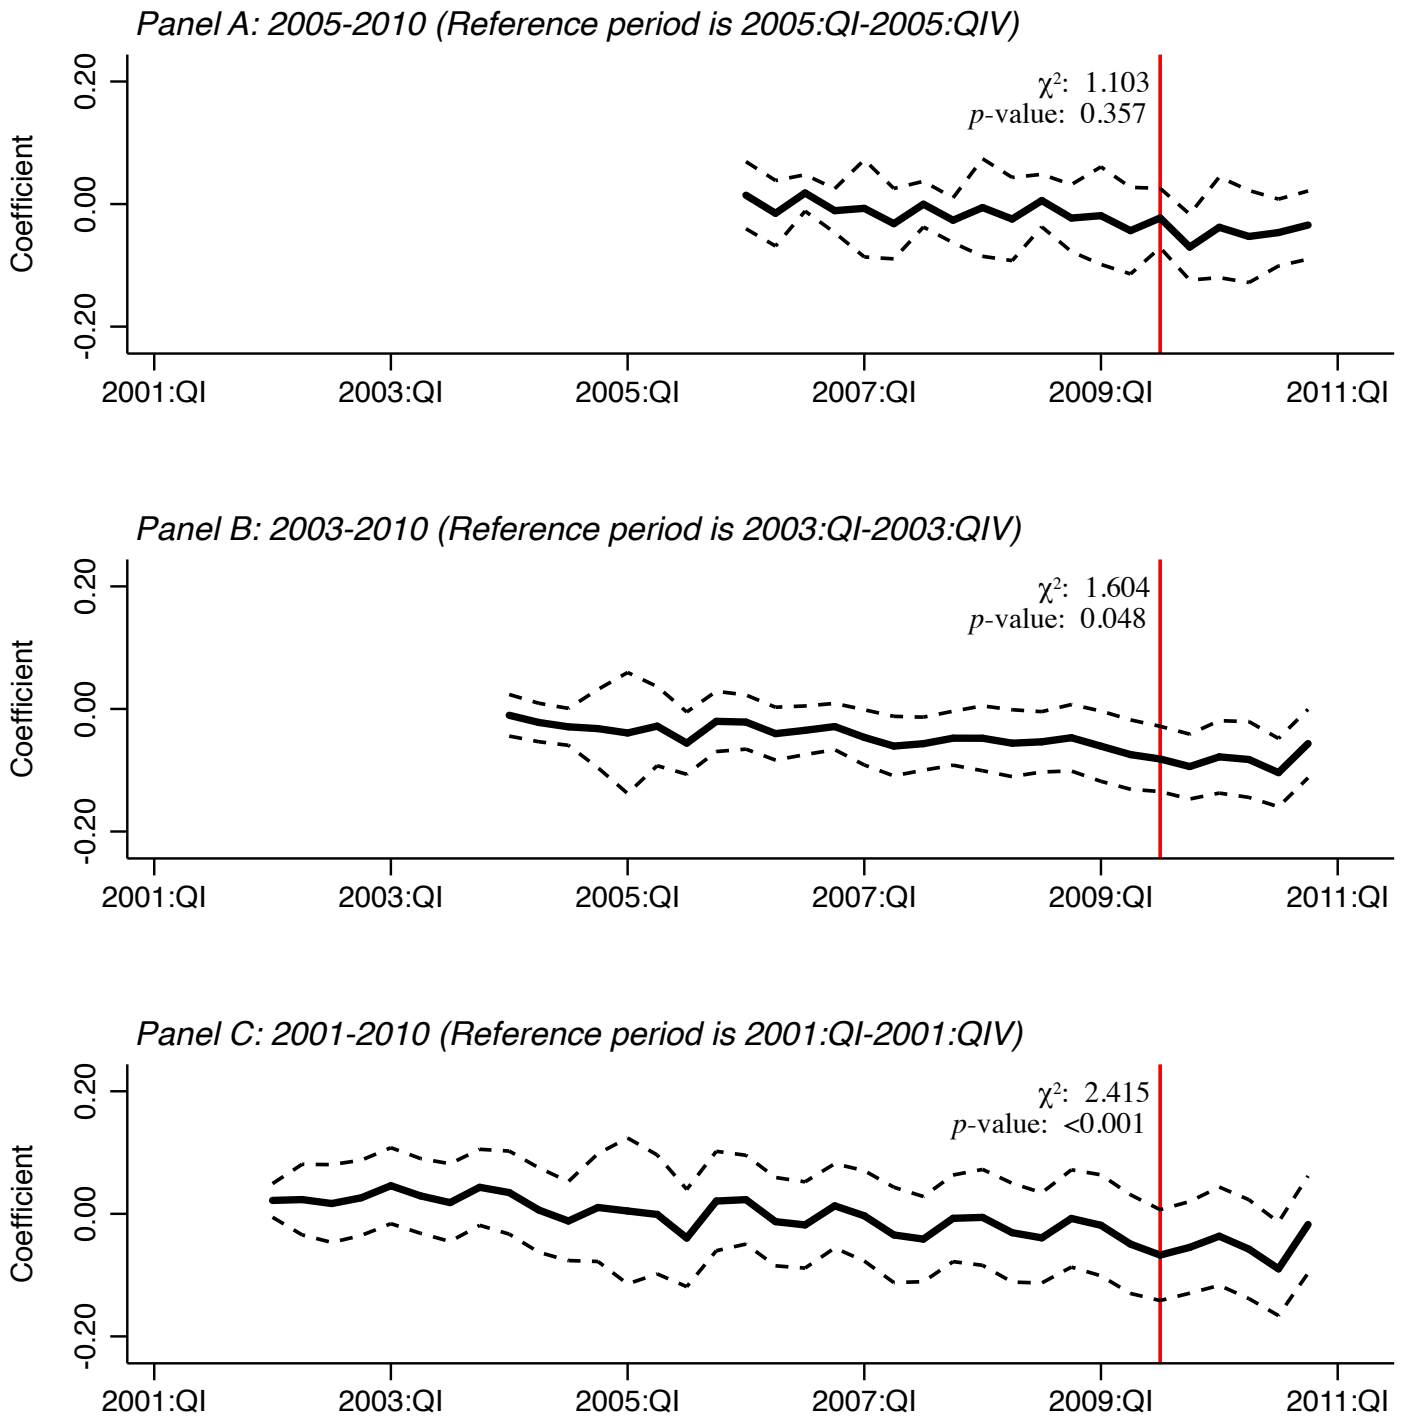 Panel A: 2005-2010 (Reference period is 2005:QI-2005:QIV)
χ²: 1.103
p-value: 0.357
Coefficient
0.20
0.00
-0.20
2001:QI 2003:QI 2005:QI 2007:QI 2009:QI 2011:QI
Panel B: 2003-2010 (Reference period is 2003:QI-2003:QIV)
χ²: 1.604
p-value: 0.048
Coefficient
0.20
0.00
-0.20
2001:QI 2003:QI 2005:QI 2007:QI 2009:QI 2011:QI
Panel C: 2001-2010 (Reference period is 2001:QI-2001:QIV)
χ²: 2.415
p-value: <0.001
Coefficient
0.20
0.00
-0.20
2001:QI 2003:QI 2005:QI 2007:QI 2009:QI 2011:QI